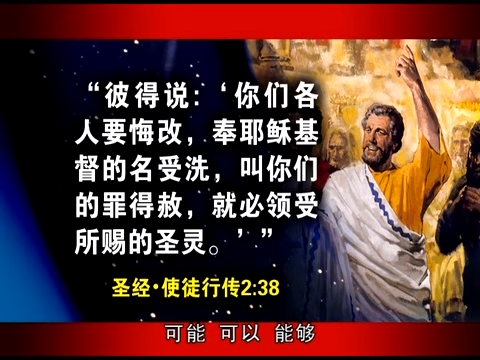 “彼得说:‘你们各
人要悔改，奉耶稣基
督的名受洗，叫你们
的罪得赦，就必领受
所赐的圣灵。’”
圣经·使徒行传2:38
可能 可以 能够